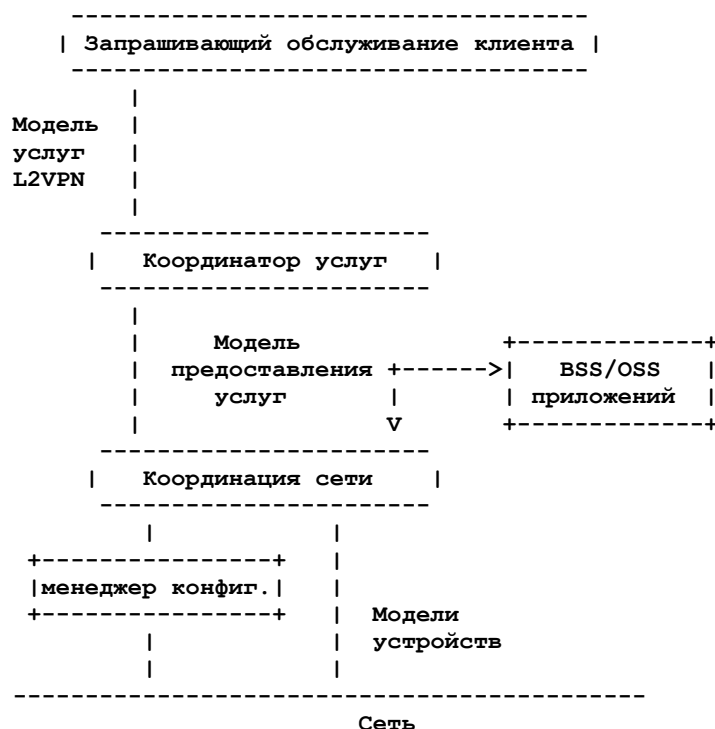 Запрашивающий обслуживание клиента
Модель
услуг
L2VPN
Координатор услуг
Модель
предоставления
услуг
V
BSS/OSS
приложений
Координация сети
менеджер конфиг.
Модели
устройств
Сеть